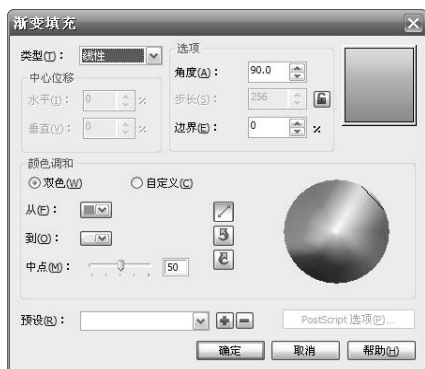 渐变填充
类型(T)： 线性
选项
角度(A)： 90.0
步长(S)： 256
边界(E)： 0 %
中心位移
水平(I)： 0 %
垂直(V)： 0 %
颜色调和
双色(W) 自定义(C)
从(F)：
到(O)：
中点(M)： 50
预设(R)：
PostScript 选项(P)...
确定 取消 帮助(H)